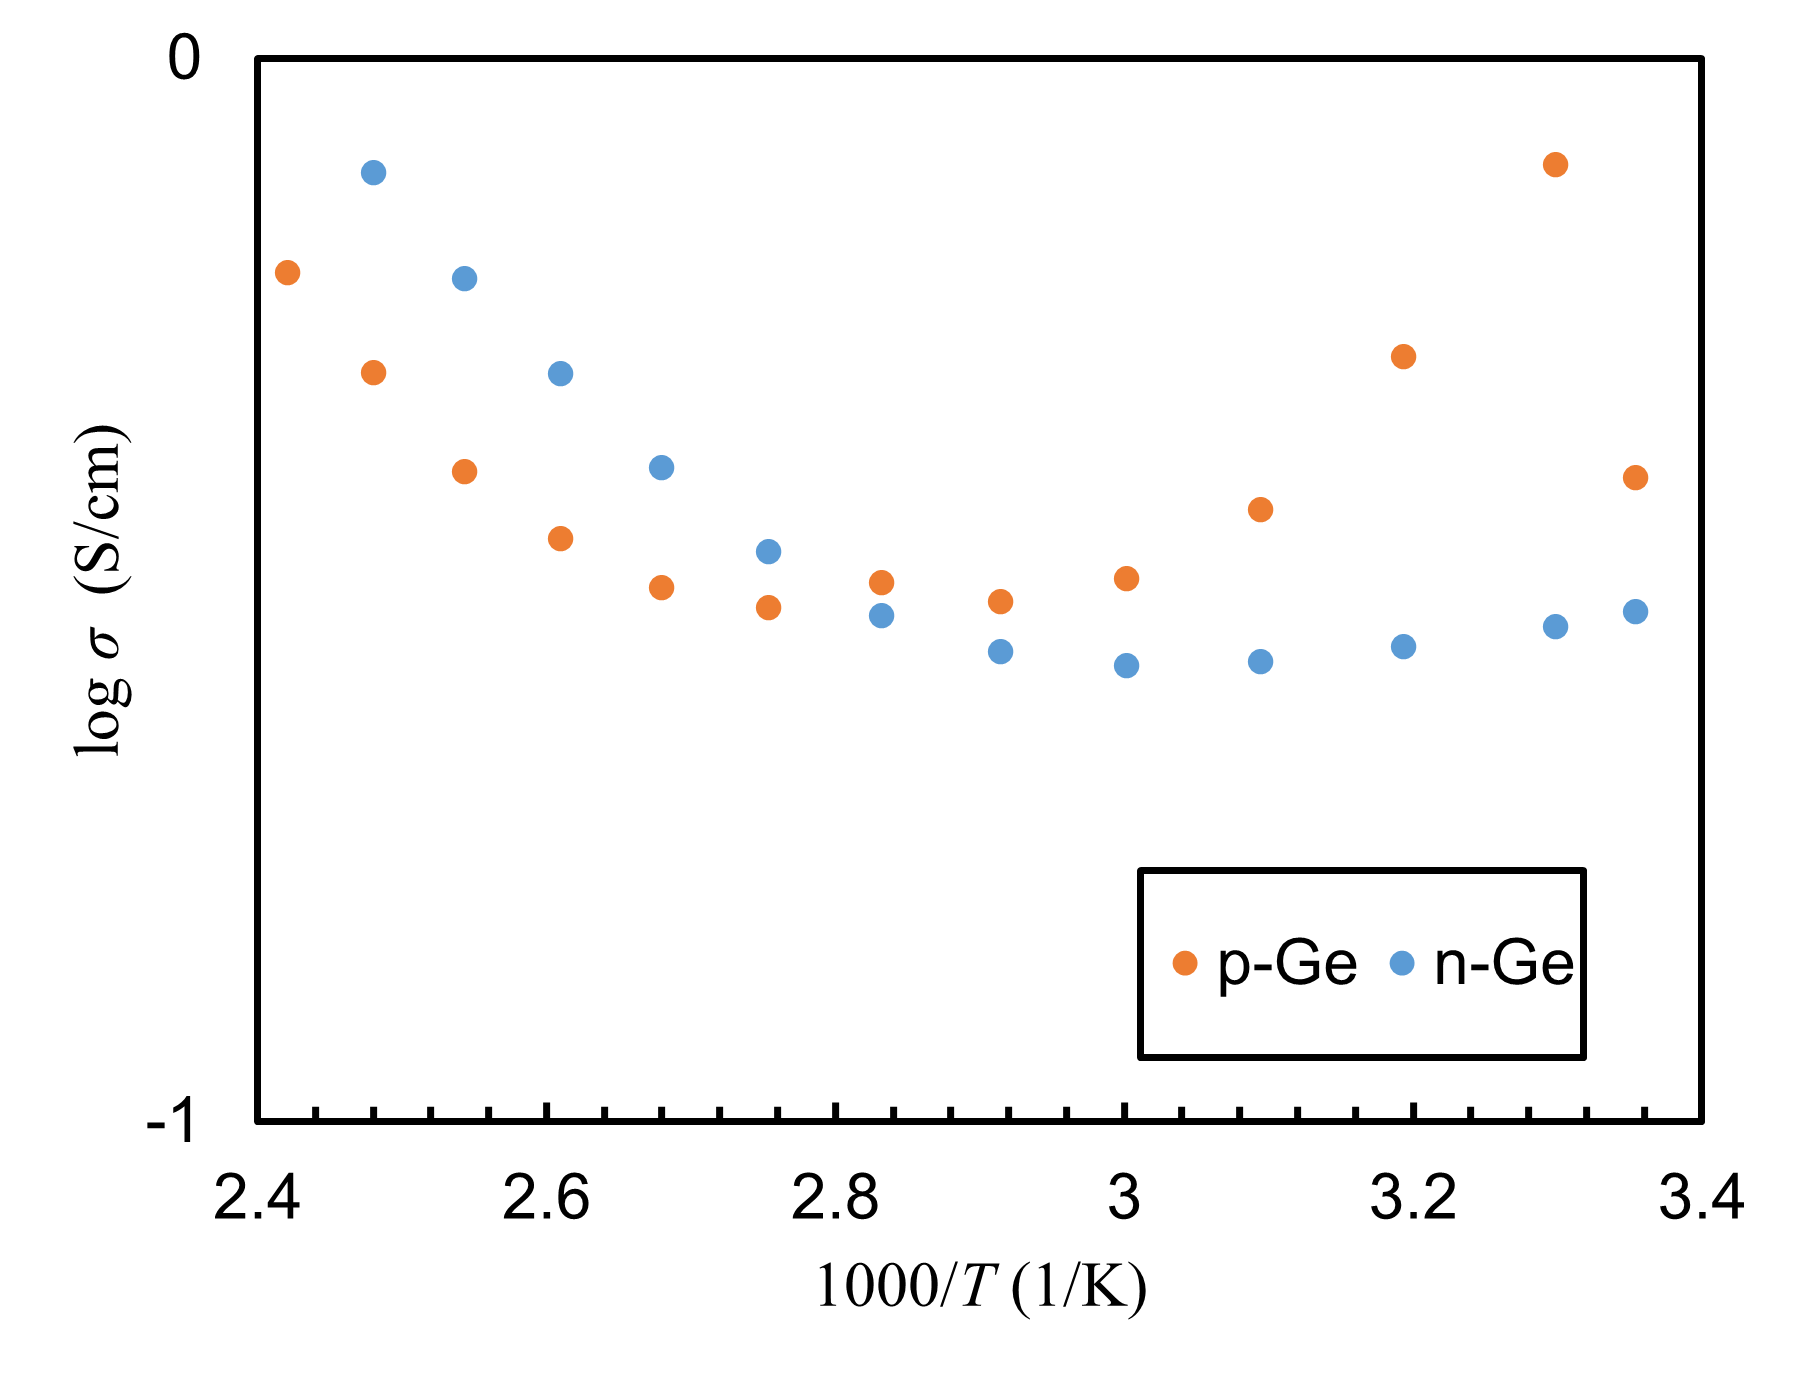 0
log σ (S/cm)
p-Ge n-Ge
-1
2.4 2.6 2.8 3 3.2 3.4
1000/T (1/K)